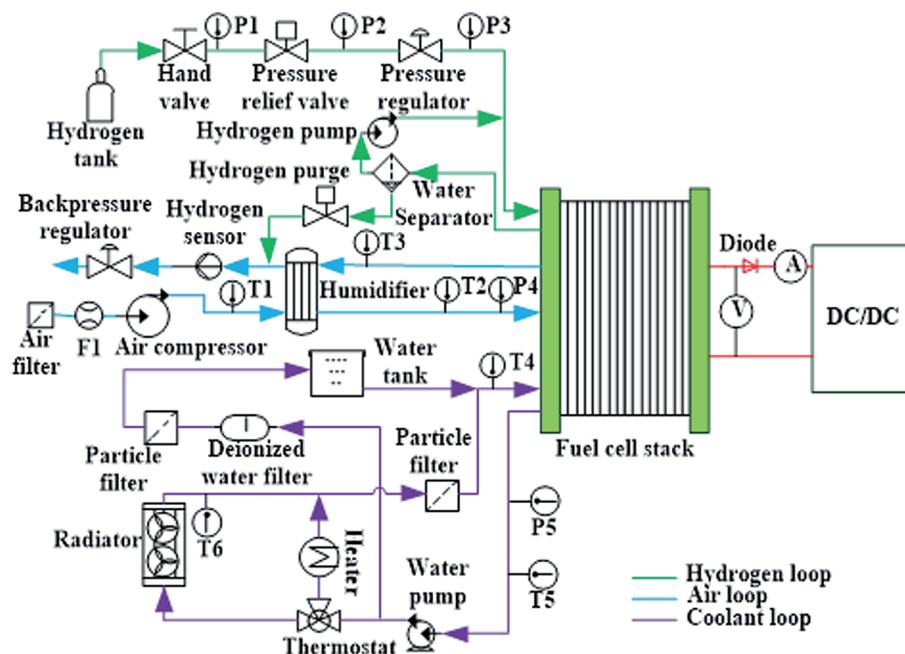 P1
P2
P3
Hand
valve
Pressure
relief valve
Pressure
regulator
Hydrogen
tank
Hydrogen pump
Hydrogen purge
Water
Separator
Backpressure
regulator
Hydrogen
sensor
T3
Diode
A
T1
Humidifier
T2
P4
V
DC/DC
Air
filter
F1
Air compressor
Water
tank
T4
Particle
filter
Deionized
water filter
Particle
filter
Fuel cell stack
Radiator
T6
Heater
P5
Water
pump
T5
Thermostat
Hydrogen loop
Air loop
Coolant loop